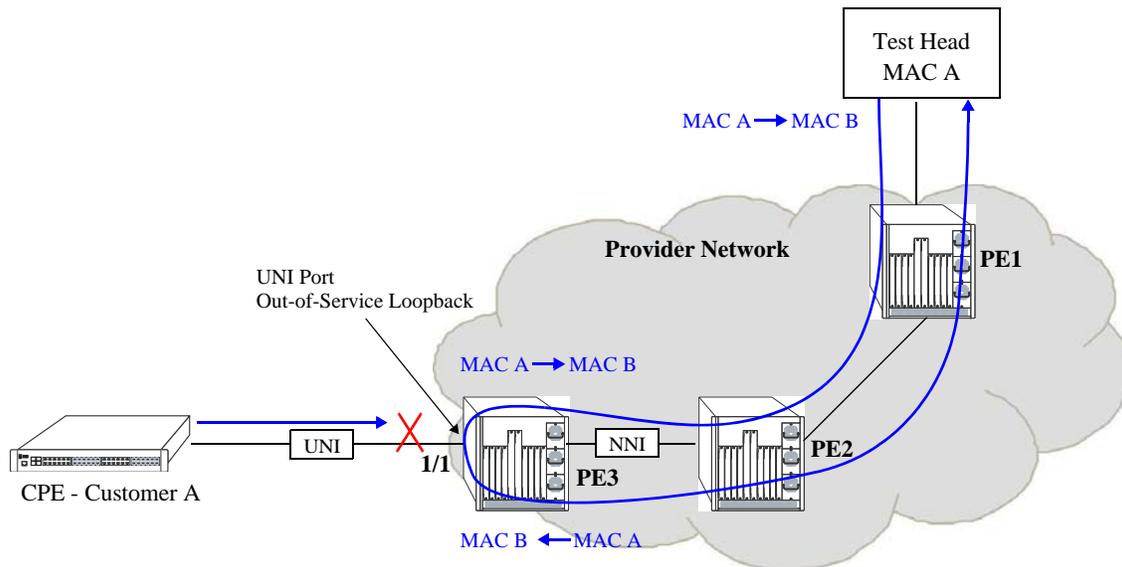 Test Head
MAC A
MAC A MAC B
Provider Network
PE1
UNI Port
Out-of-Service Loopback
MAC A MAC B
UNI
1/1
NNI
PE2
PE3
CPE - Customer A
MAC B MAC A